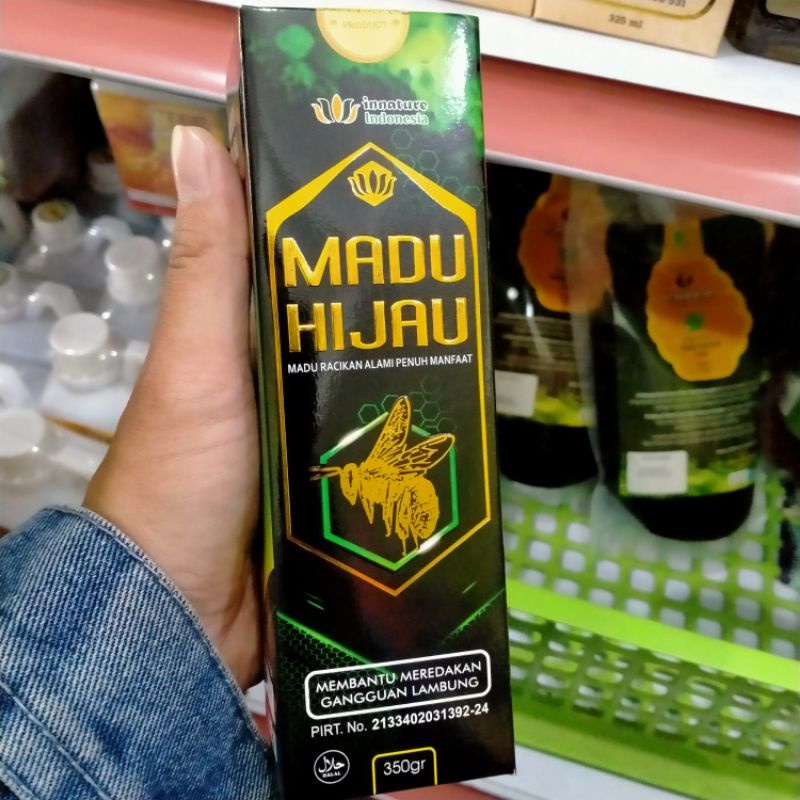 PRODUCT
325 ml
innature
Indonesia
MADU
HIJAU
MADU RACIKAN ALAMI PENUH MANFAAT
MEMBANTU MEREDAKAN
GANGGUAN LAMBUNG
PIRT. No. 2133402031392-24
حلال
HALAL
350gr